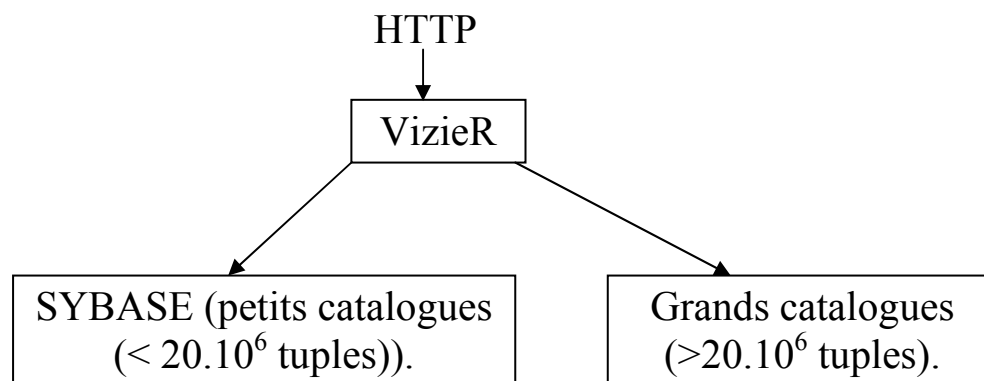 HTTP
VizieR
SYBASE (petits catalogues
(< 20.10⁶ tuples)).
Grands catalogues
(>20.10⁶ tuples).